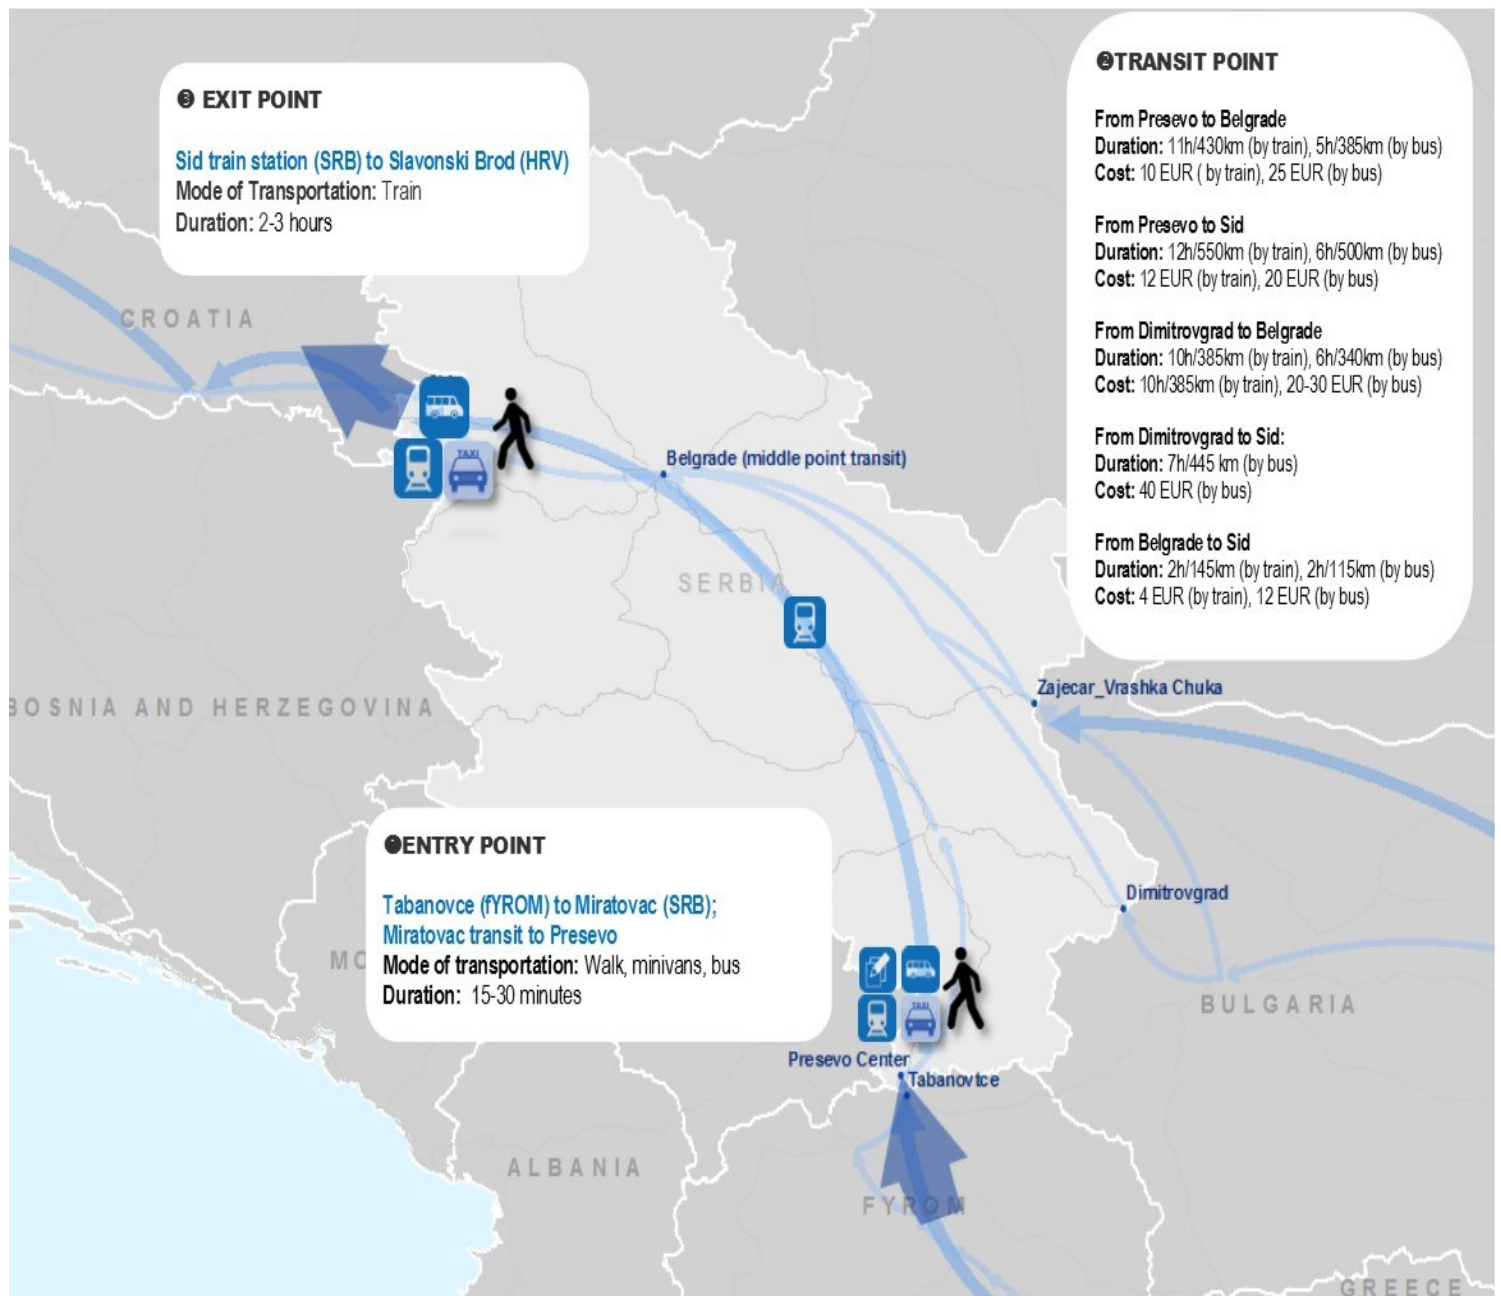 ❸ EXIT POINT
Sid train station (SRB) to Slavonski Brod (HRV)
Mode of Transportation: Train
Duration: 2-3 hours
❷TRANSIT POINT
From Presevo to Belgrade
Duration: 11h/430km (by train), 5h/385km (by bus)
Cost: 10 EUR ( by train), 25 EUR (by bus)
From Presevo to Sid
Duration: 12h/550km (by train), 6h/500km (by bus)
Cost: 12 EUR (by train), 20 EUR (by bus)
From Dimitrovgrad to Belgrade
Duration: 10h/385km (by train), 6h/340km (by bus)
Cost: 10h/385km (by train), 20-30 EUR (by bus)
From Dimitrovgrad to Sid:
Duration: 7h/445 km (by bus)
Cost: 40 EUR (by bus)
From Belgrade to Sid
Duration: 2h/145km (by train), 2h/115km (by bus)
Cost: 4 EUR (by train), 12 EUR (by bus)
CROATIA
TAXI
Belgrade (middle point transit)
SERBIA
Zajecar_Vrashka Chuka
BOSNIA AND HERZEGOVINA
ENTRY POINT
Tabanovce (fYROM) to Miratovac (SRB);
Miratovac transit to Presevo
Mode of transportation: Walk, minivans, bus
Duration: 15-30 minutes
Dimitrovgrad
MO
BULGARIA
TAXI
Presevo Center
Tabanovtce
ALBANIA
FYROM
GREECE